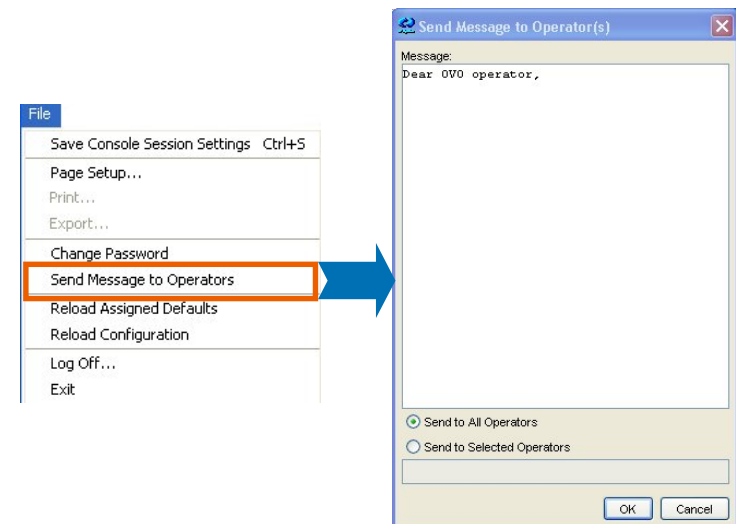 File
Save Console Session Settings Ctrl+S
Page Setup...
Print...
Export...
Change Password
Send Message to Operators
Reload Assigned Defaults
Reload Configuration
Log Off...
Exit
Send Message to Operator(s)
Message:
Dear OVO operator,
Send to All Operators
Send to Selected Operators
OK Cancel